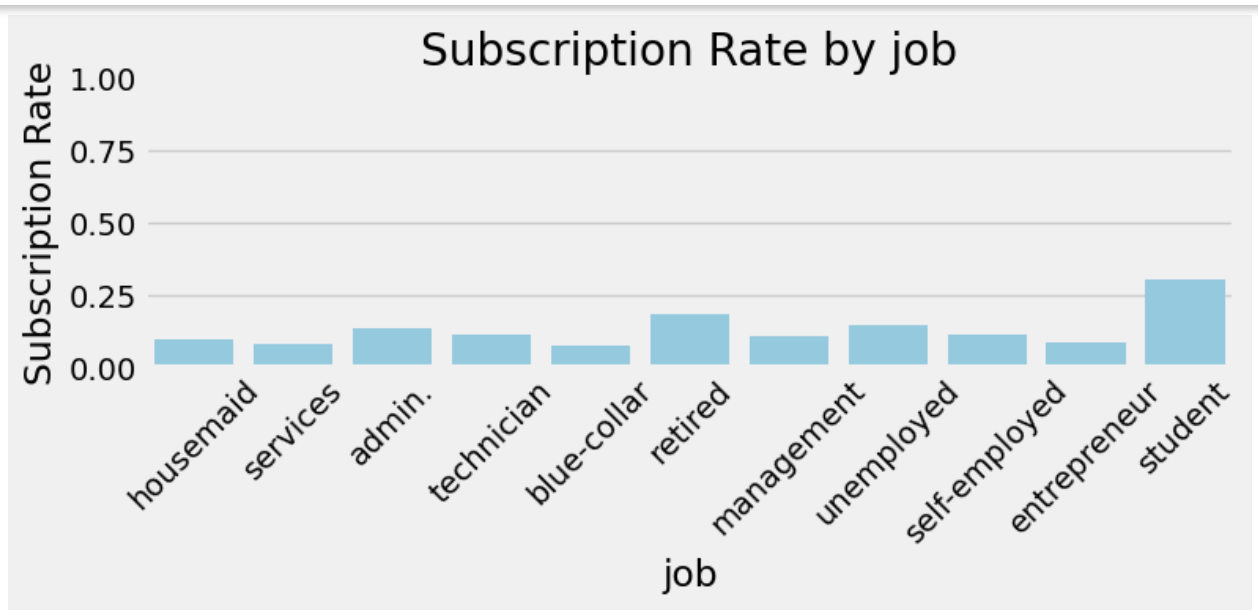 Subscription Rate by job
Subscription Rate
1.00
0.75
0.50
0.25
0.00
housemaid
services
admin.
technician
blue-collar
retired
management
unemployed
self-employed
entrepreneur
student
job